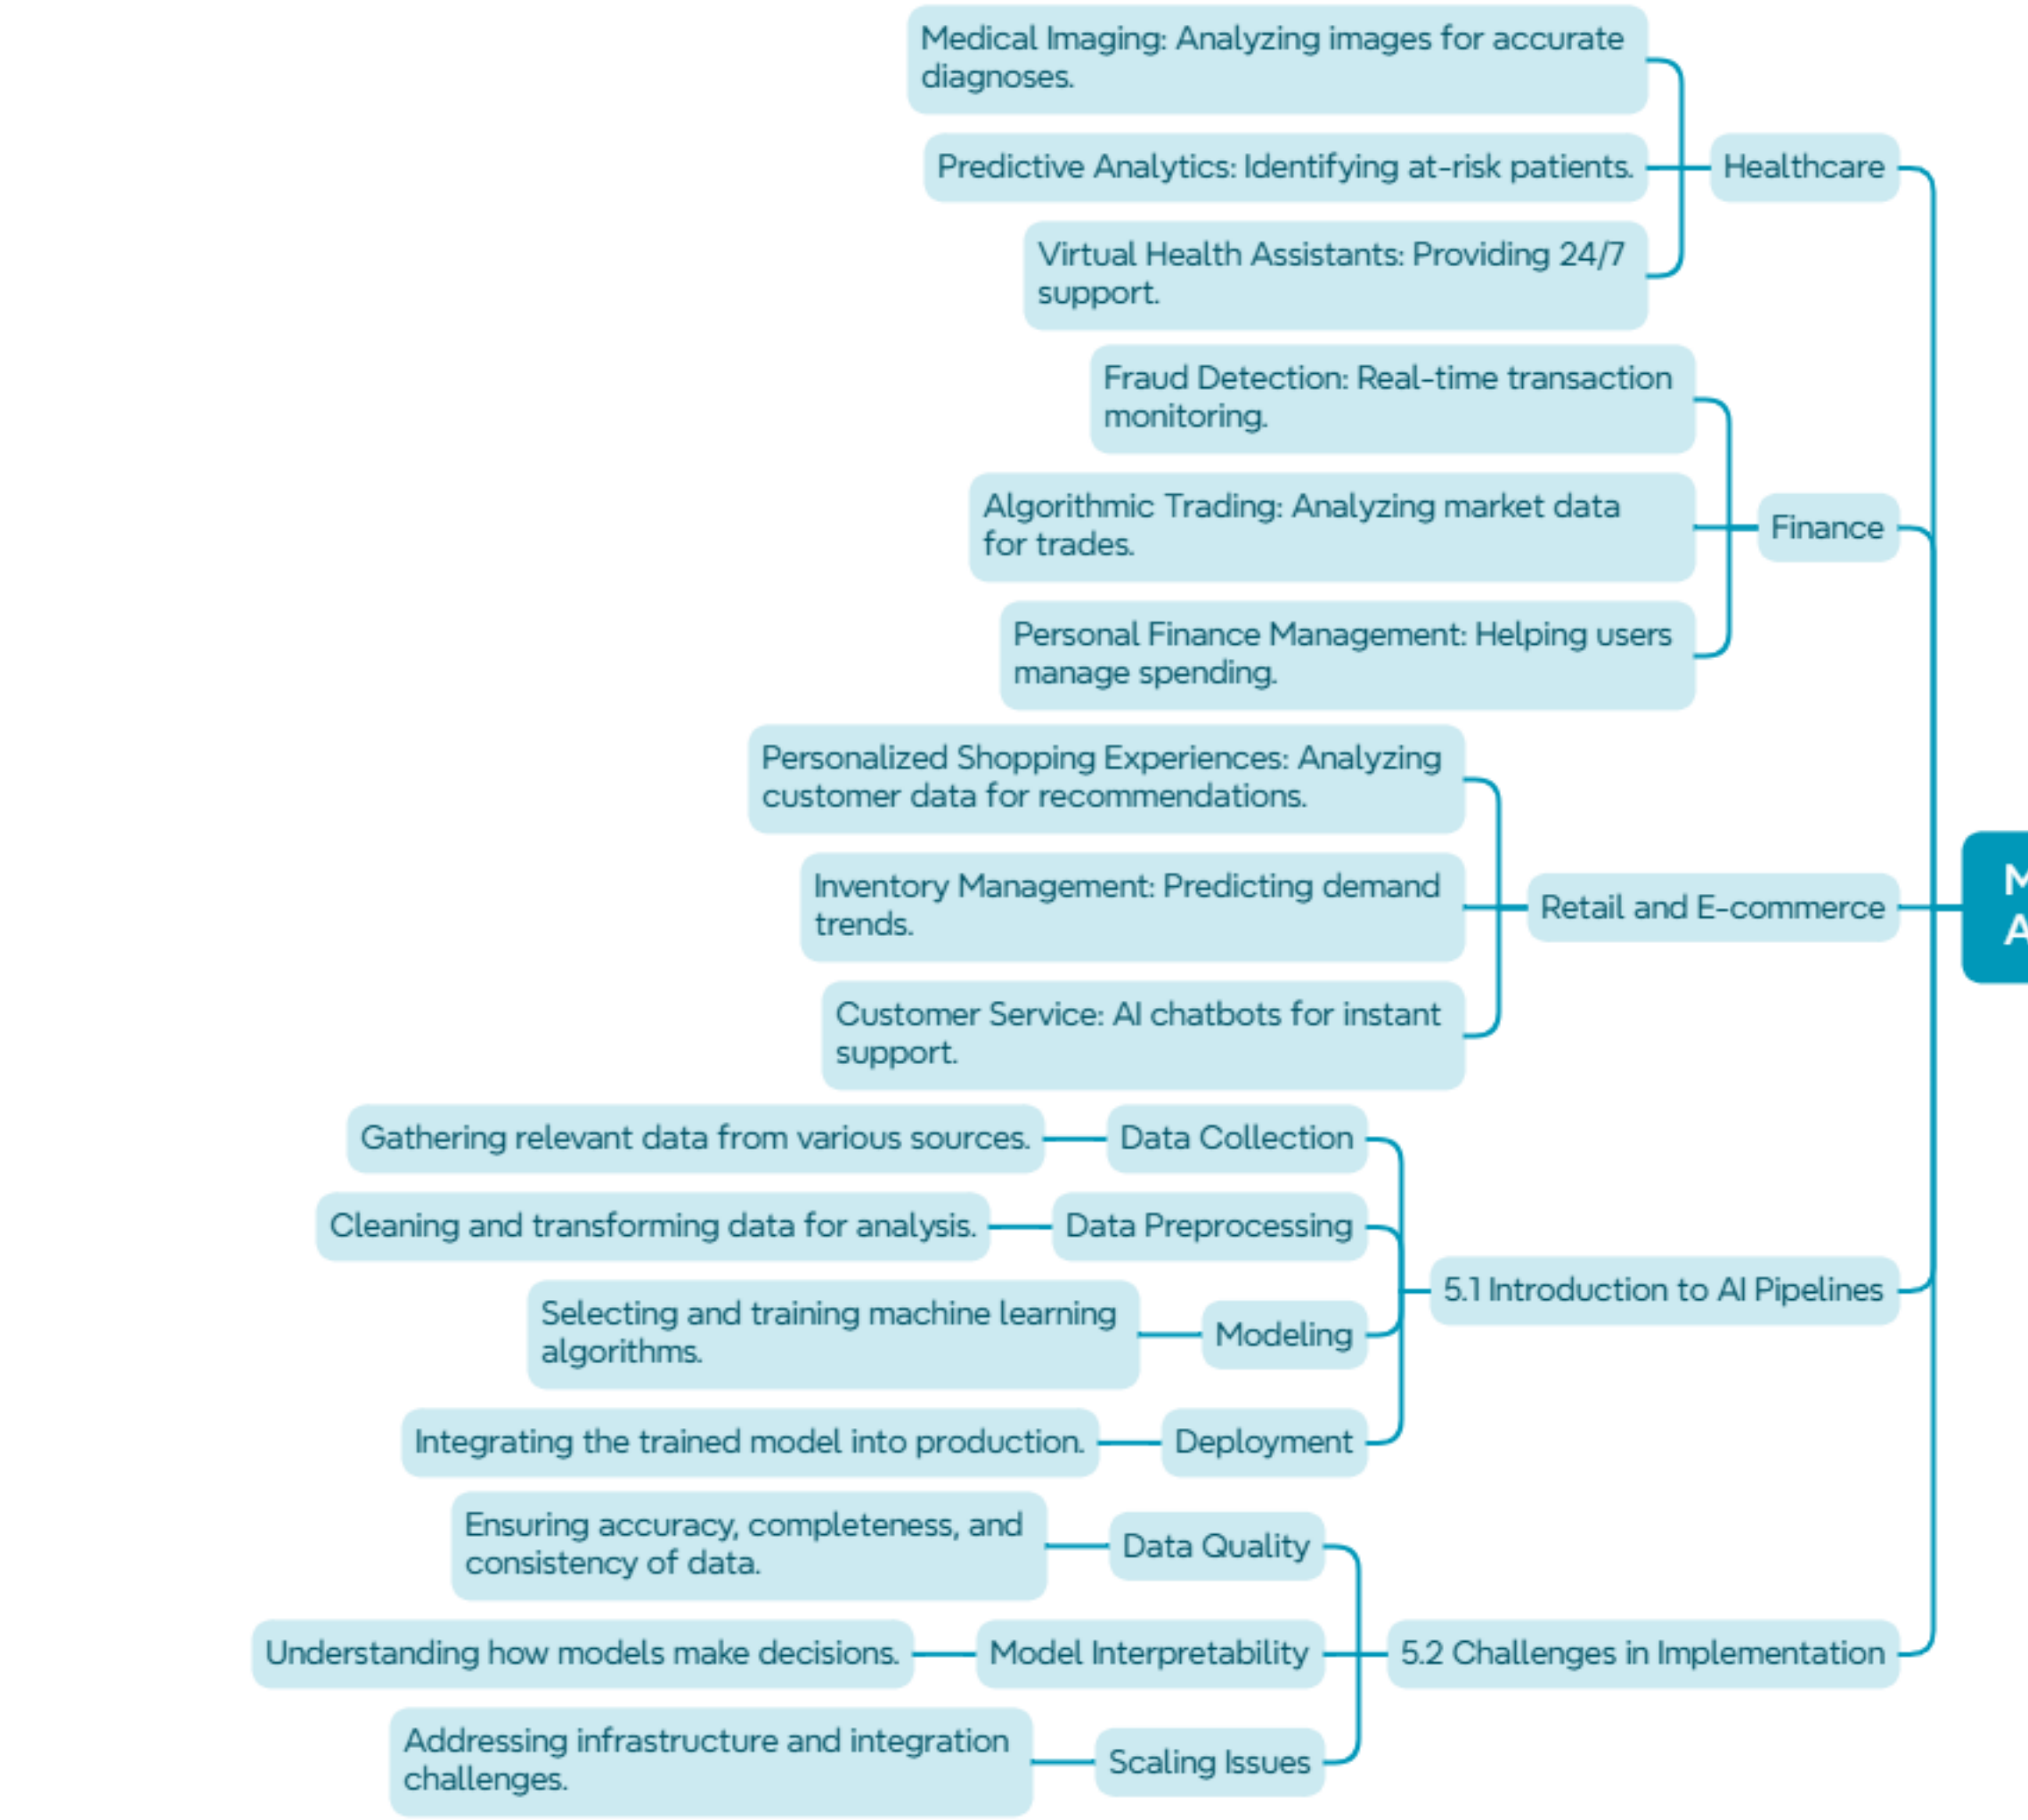 Medical Imaging: Analyzing images for accurate
diagnoses.
Predictive Analytics: Identifying at-risk patients.
Healthcare
Virtual Health Assistants: Providing 24/7
support.
Fraud Detection: Real-time transaction
monitoring.
Algorithmic Trading: Analyzing market data
for trades.
Finance
Personal Finance Management: Helping users
manage spending.
Personalized Shopping Experiences: Analyzing
customer data for recommendations.
Inventory Management: Predicting demand
trends.
Retail and E-commerce
Customer Service: AI chatbots for instant
support.
Gathering relevant data from various sources.
Data Collection
Cleaning and transforming data for analysis.
Data Preprocessing
5.1 Introduction to AI Pipelines
Selecting and training machine learning
algorithms.
Modeling
Integrating the trained model into production.
Deployment
Ensuring accuracy, completeness, and
consistency of data.
Data Quality
Understanding how models make decisions.
Model Interpretability
5.2 Challenges in Implementation
Addressing infrastructure and integration
challenges.
Scaling Issues